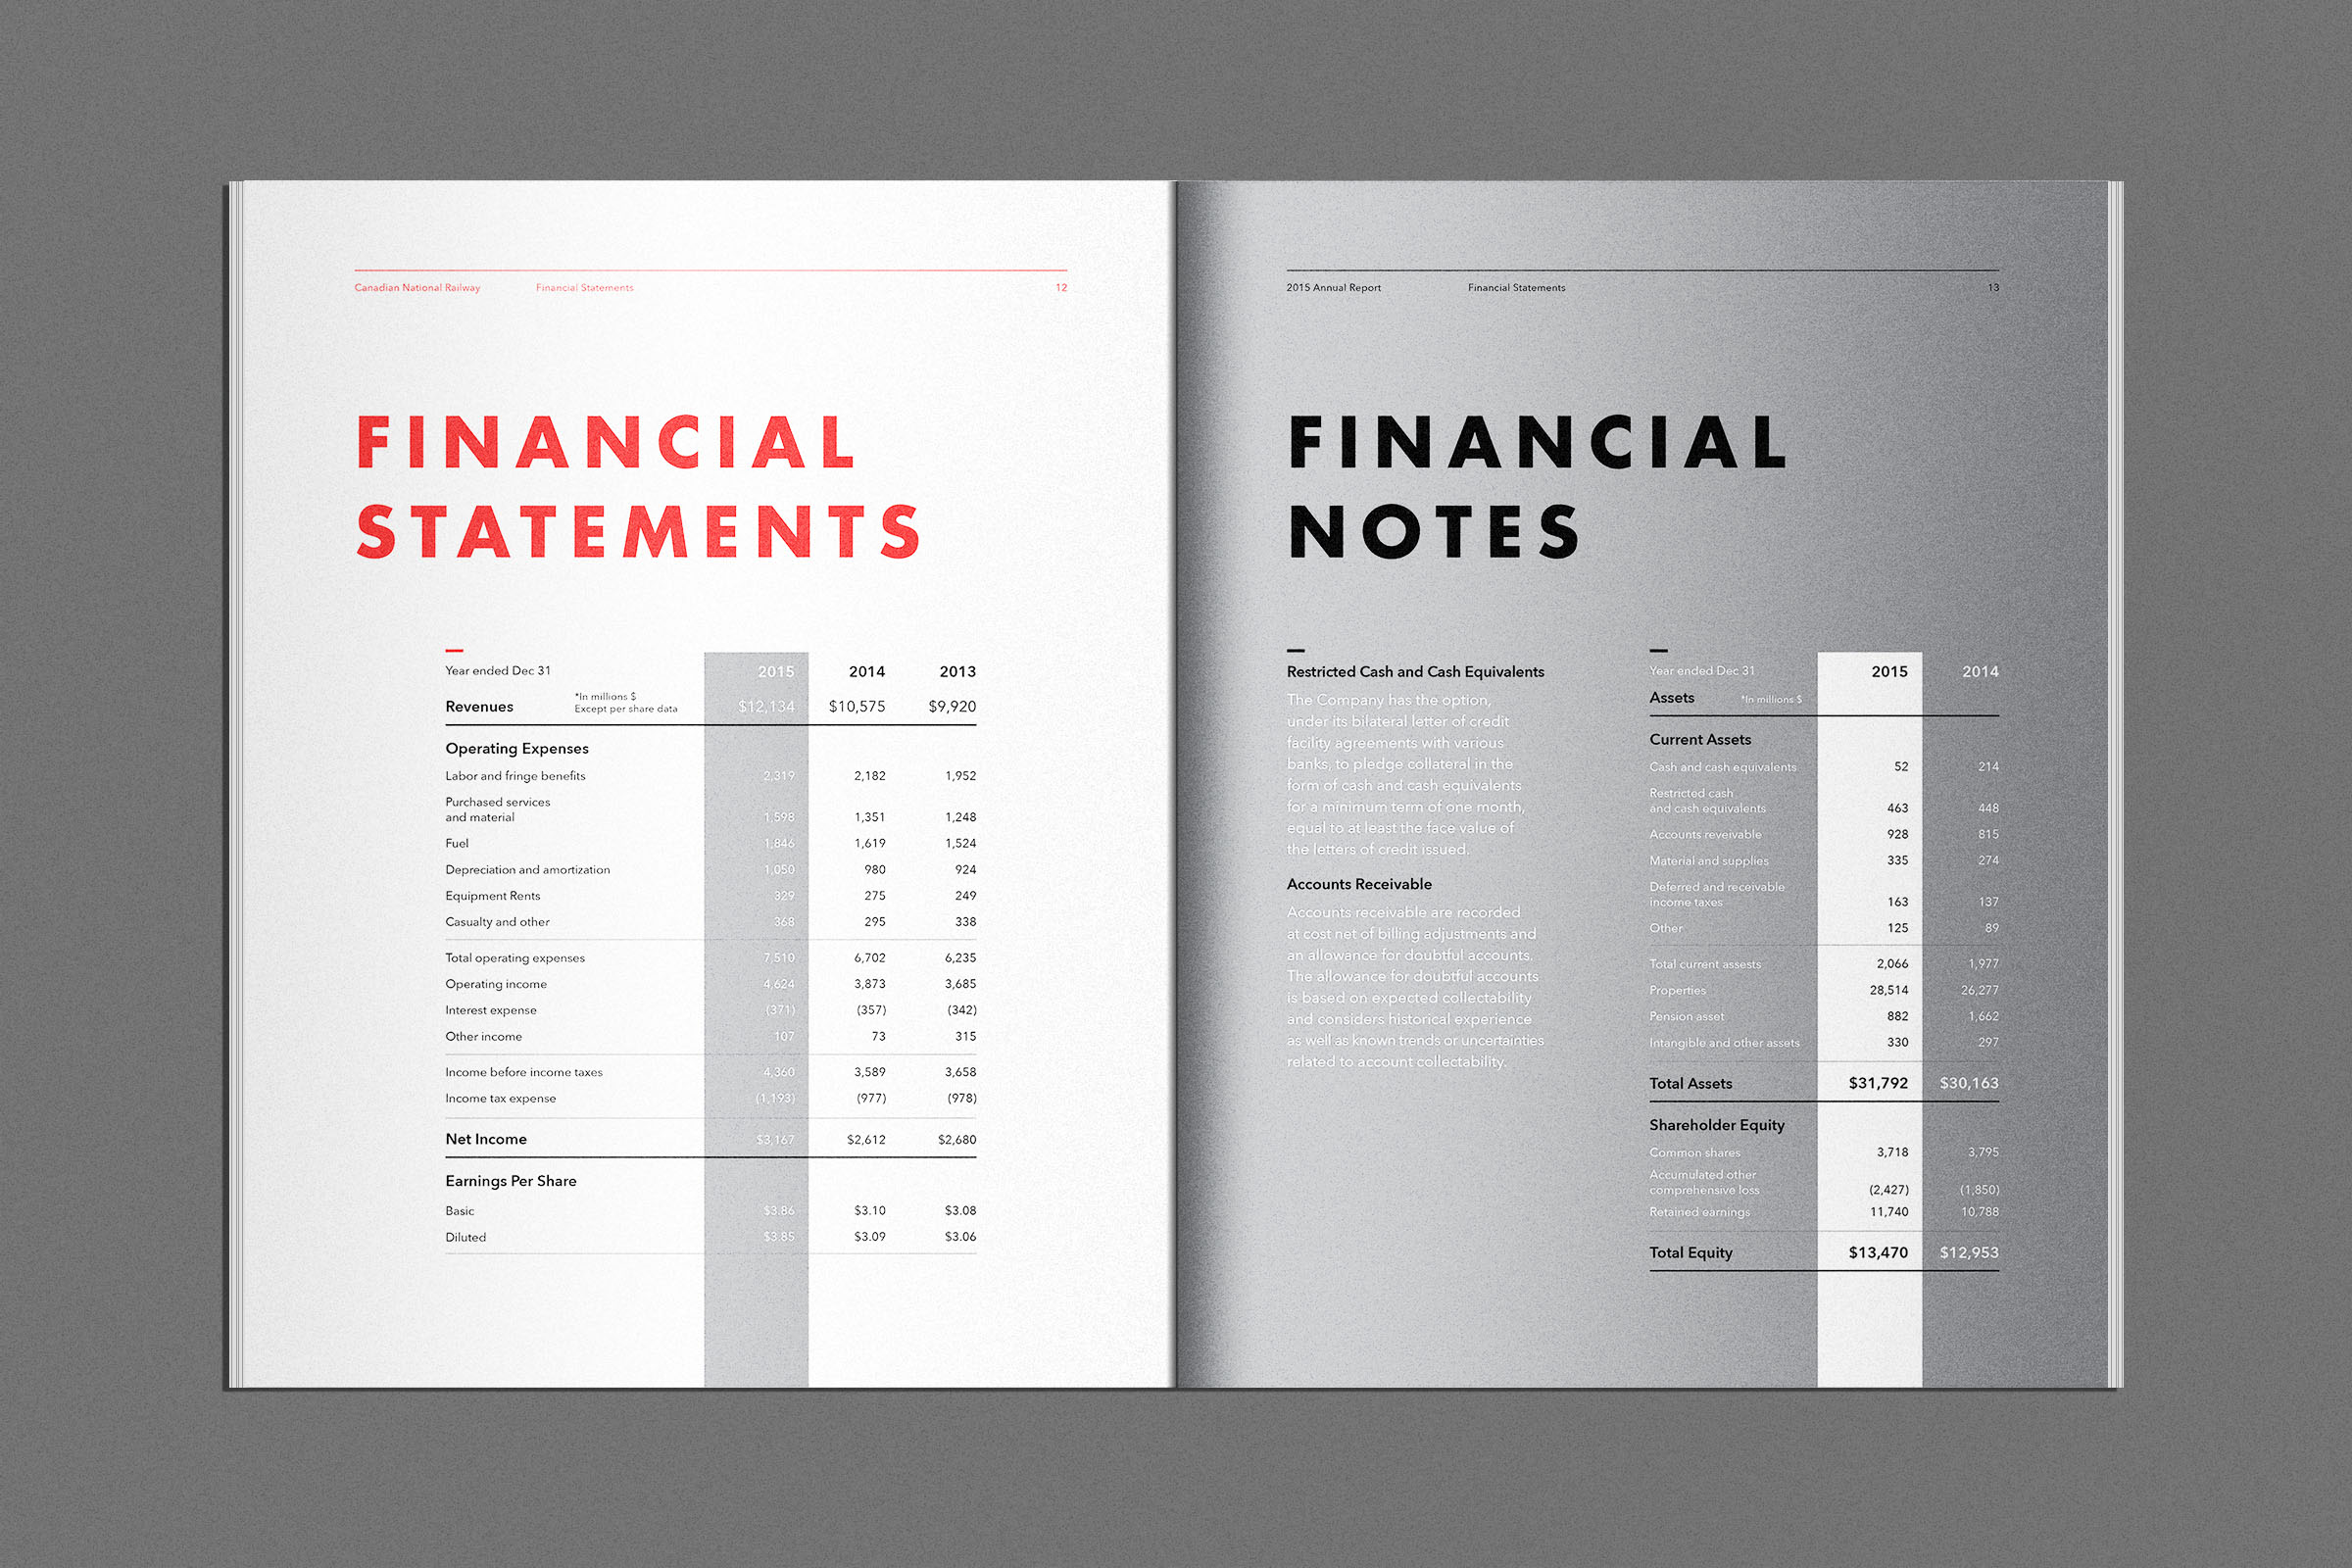 Canadian National Railway Financial Statements 12
FINANCIAL
STATEMENTS
Year ended Dec 31 2015 2014 2013
Revenues *In millions $ Except per share data $12,134 $10,575 $9,920
Operating Expenses
Labor and fringe benefits 2,319 2,182 1,952
Purchased services
and material 1,598 1,351 1,248
Fuel 1,846 1,619 1,524
Depreciation and amortization 1,050 980 924
Equipment Rents 329 275 249
Casualty and other 368 295 338
Total operating expenses 7,510 6,702 6,235
Operating income 4,624 3,873 3,685
Interest expense (371) (357) (342)
Other income 107 73 315
Income before income taxes 4,360 3,589 3,658
Income tax expense (1,193) (977) (978)
Net Income $3,167 $2,612 $2,680
Earnings Per Share
Basic $3.86 $3.10 $3.08
Diluted $3.85 $3.09 $3.06
2015 Annual Report Financial Statements 13
FINANCIAL
NOTES
Restricted Cash and Cash Equivalents
The Company has the option,
under its bilateral letter of credit
facility agreements with various
banks, to pledge collateral in the
form of cash and cash equivalents
for a minimum term of one month,
equal to at least the face value of
the letters of credit issued.
Accounts Receivable
Accounts receivable are recorded
at cost net of billing adjustments and
an allowance for doubtful accounts.
The allowance for doubtful accounts
is based on expected collectability
and considers historical experience
as well as known trends or uncertainties
related to account collectability.
Year ended Dec 31 2015 2014
Assets *In millions $
Current Assets
Cash and cash equivalents 52 214
Restricted cash
and cash equivalents 463 448
Accounts reveivable 928 815
Material and supplies 335 274
Deferred and receivable
income taxes 163 137
Other 125 89
Total current assests 2,066 1,977
Properties 28,514 26,277
Pension asset 882 1,662
Intangible and other assets 330 297
Total Assets $31,792 $30,163
Shareholder Equity
Common shares 3,718 3,795
Accumulated other
comprehensive loss (2,427) (1,850)
Retained earnings 11,740 10,788
Total Equity $13,470 $12,953